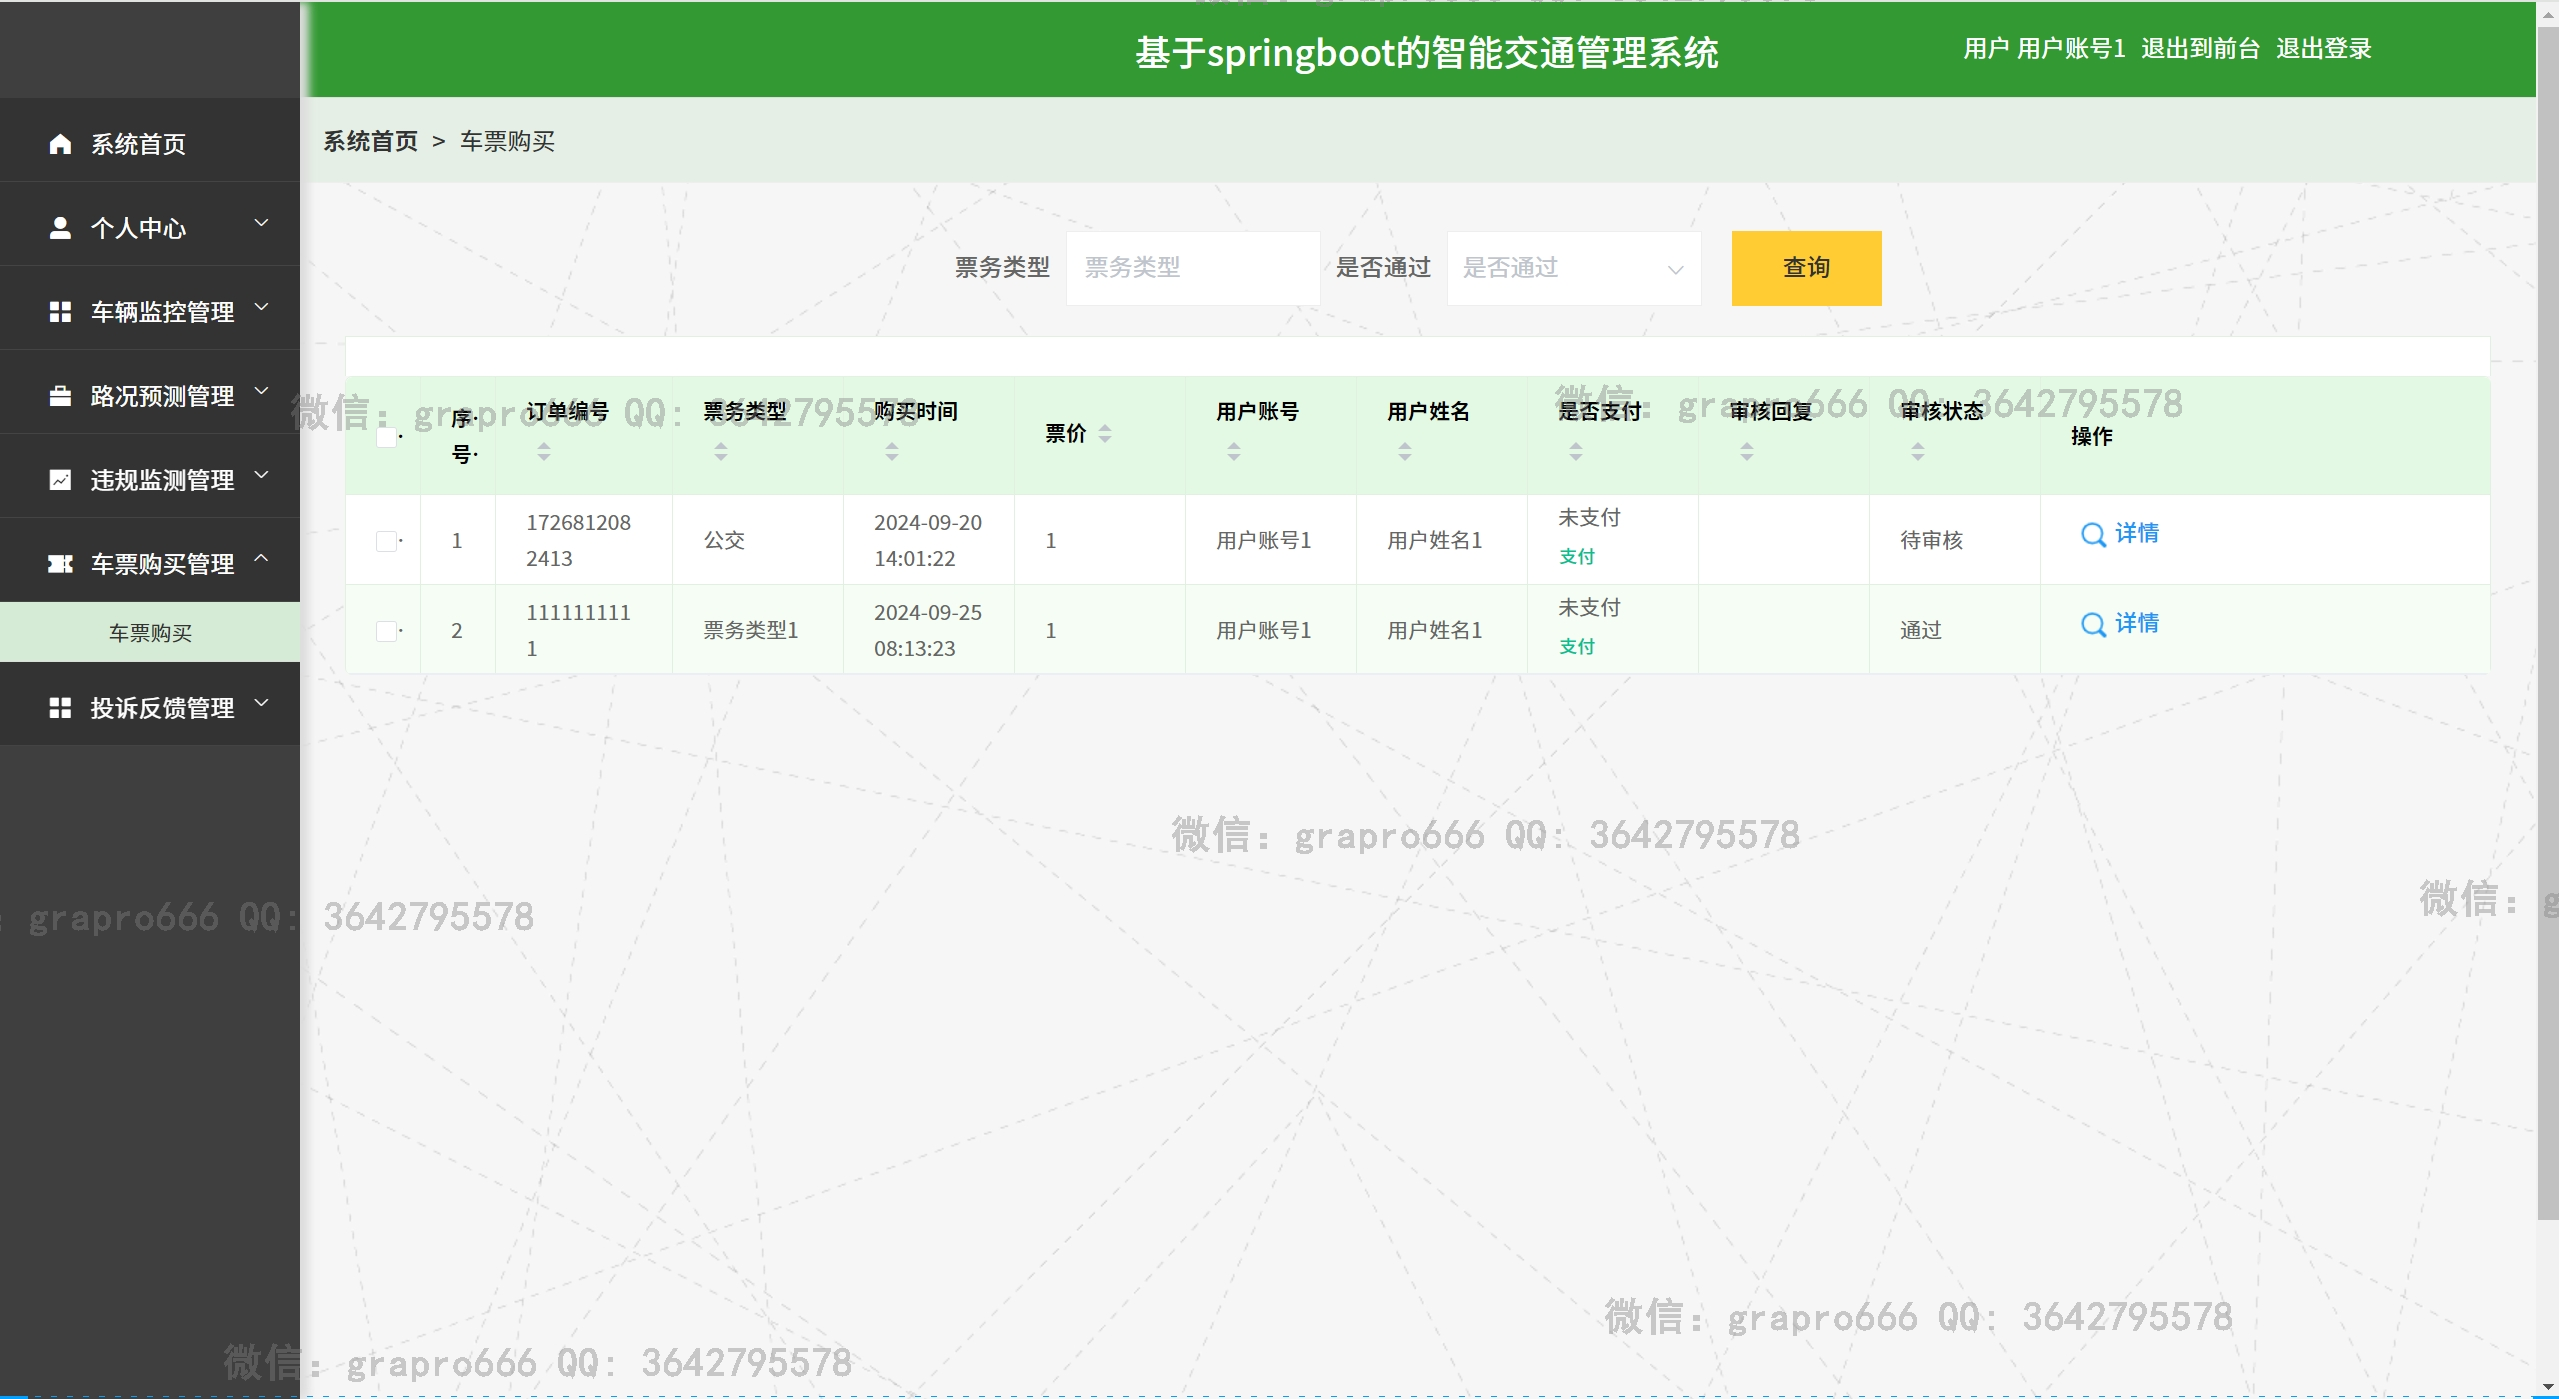 基于springboot的智能交通管理系统
用户 用户账号1 退出到前台 退出登录
系统首页
个人中心
车辆监控管理
路况预测管理
违规监测管理
车票购买管理
车票购买
投诉反馈管理
系统首页 > 车票购买
票务类型 票务类型 是否通过 是否通过 查询
序号 订单编号 票务类型 购买时间 票价 用户账号 用户姓名 是否支付 审核回复 审核状态 操作
1 1726812082413 公交 2024-09-20 14:01:22 1 用户账号1 用户姓名1 未支付 支付 待审核 详情
2 1111111111 票务类型1 2024-09-25 08:13:23 1 用户账号1 用户姓名1 未支付 支付 通过 详情
微信: grapro666 QQ: 3642795578
微信: grapro666 QQ: 3642795578
微信: grapro666 QQ: 3642795578
: grapro666 QQ: 3642795578
微信: g
微信: grapro666 QQ: 3642795578
微信: grapro666 QQ: 3642795578